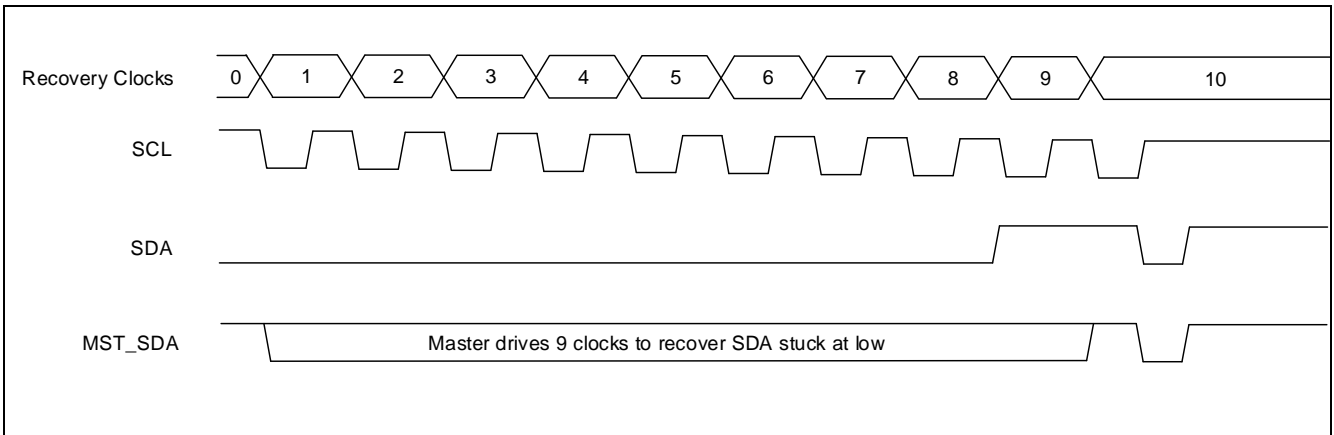 Recovery Clocks 0 1 2 3 4 5 6 7 8 9 10
SCL
SDA
MST_SDA Master drives 9 clocks to recover SDA stuck at low